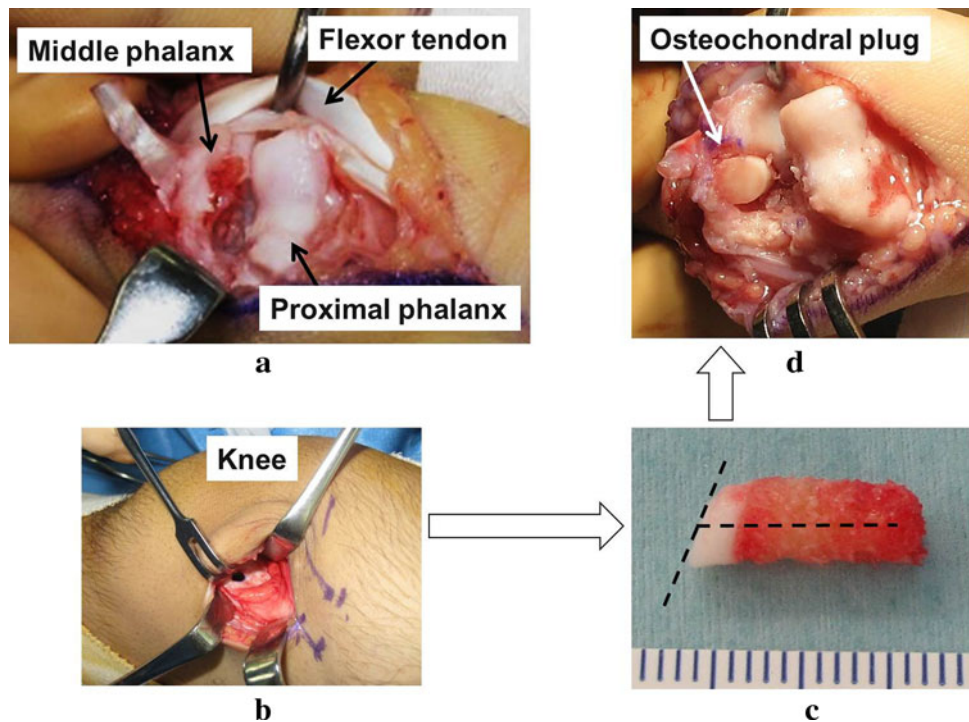 Middle phalanx
Flexor tendon
Proximal phalanx
a
Osteochondral plug
d
Knee
b
c